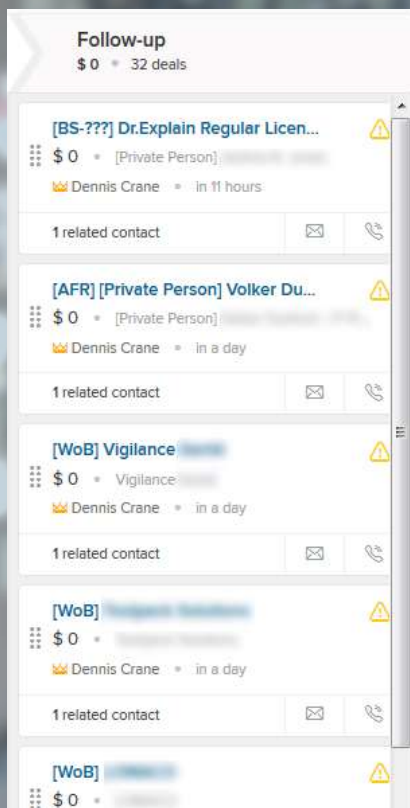 Follow-up
$ 0 • 32 deals
[BS-???] Dr.Explain Regular Licen...
$ 0 • [Private Person]
Dennis Crane • in 11 hours
1 related contact
[AFR] [Private Person] Volker Du...
$ 0 • [Private Person]
Dennis Crane • in a day
1 related contact
[WoB] Vigilance
$ 0 • Vigilance
Dennis Crane • in a day
1 related contact
[WoB]
$ 0 •
Dennis Crane • in a day
1 related contact
[WoB]
$ 0 •